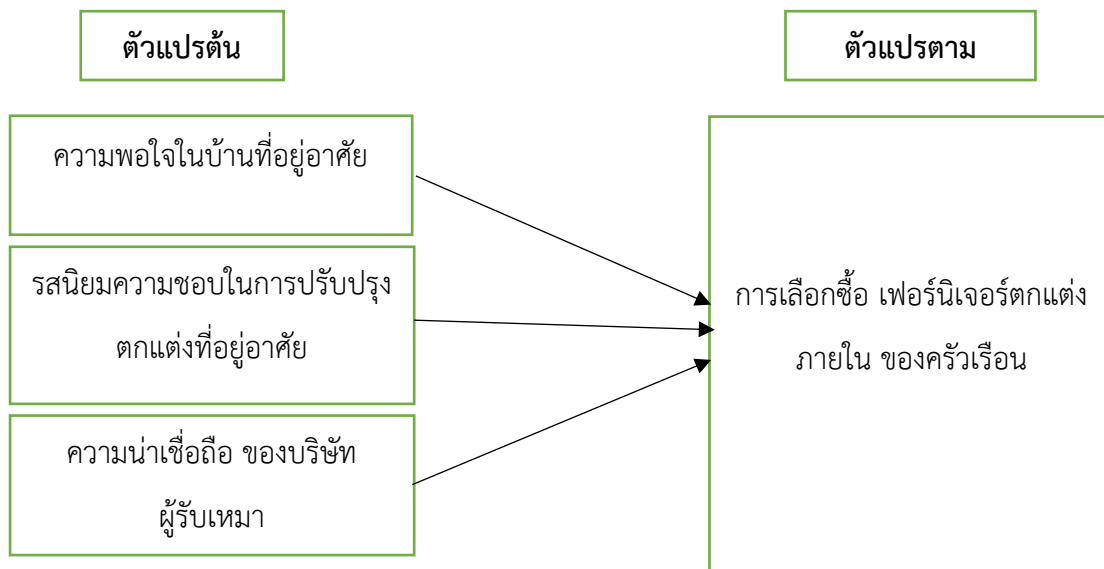 ตัวแปรต้น
ตัวแปรตาม
ความพอใจในบ้านที่อยู่อาศัย
รสนิยมความชอบในการปรับปรุง
ตกแต่งที่อยู่อาศัย
ความน่าเชื่อถือ ของบริษัท
ผู้รับเหมา
การเลือกซื้อ เฟอร์นิเจอร์ตกแต่ง
ภายใน ของครัวเรือน